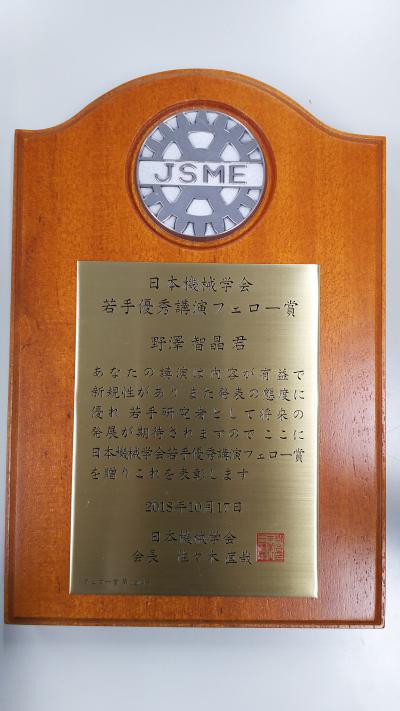 JSME
日本機械学会
若手優秀講演フェロー賞
野澤 智晶 君
あなたの講演は内容が有益で
新規性があり また発表の態度に
優れ 若手研究者として将来の
発展が期待されますので ここに
日本機械学会若手優秀講演フェロー賞
を贈りこれを表彰します
2018年10月17日
日本機械学会
会長 佐々木 直哉
フェロー賞 第